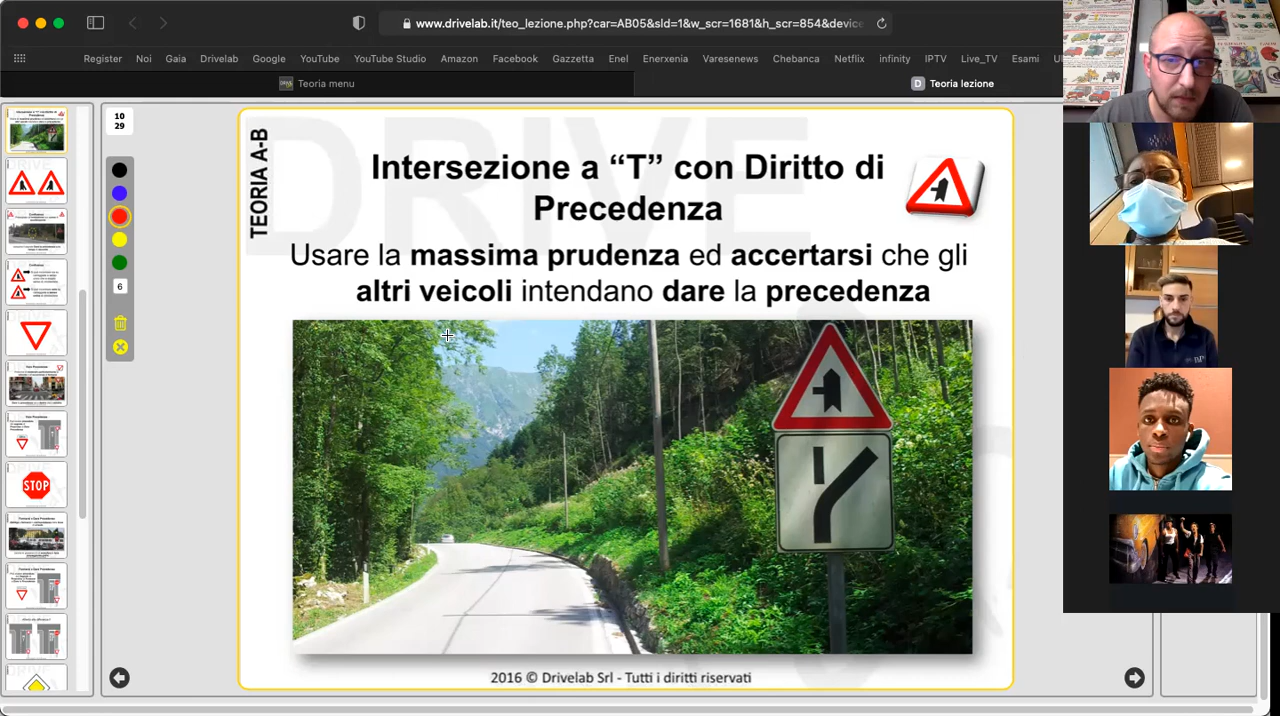 www.drivelab.it/teo_lezione.php?car=AB05&sld=1&w_scr=1681&h_scr=854&device
Register Noi Gaia Drivelab Google YouTube YouTube Studio Amazon Facebook Gazzetta Enel Enerxenia Varesenews Chebanca Netflix infinity IPTV Live_TV Esami
Teoria menu
D Teoria lezione
10
29
6
TEORIA A-B
Intersezione a “T” con Diritto di
Precedenza
Usare la massima prudenza ed accertarsi che gli
altri veicoli intendano dare la precedenza
STOP
2016 © Drivelab Srl - Tutti i diritti riservati